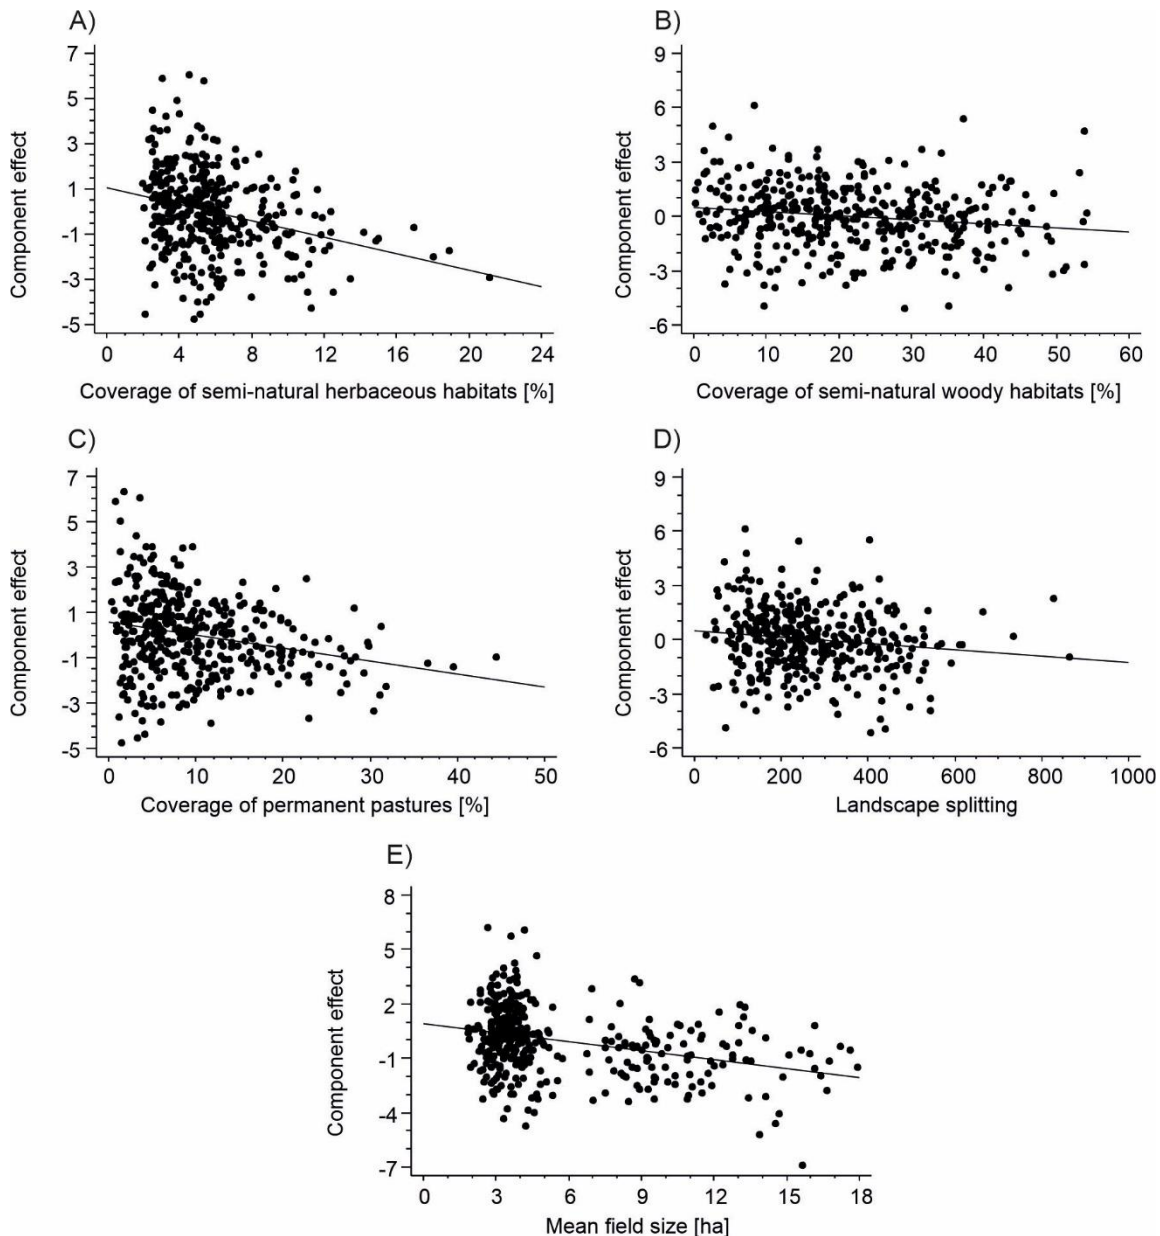 A)
7
5
3
1
-1
-3
-5
Component effect
0 4 8 12 16 20 24
Coverage of semi-natural herbaceous habitats [%]
B)
9
6
3
0
-3
-6
Component effect
0 10 20 30 40 50 60
Coverage of semi-natural woody habitats [%]
C)
7
5
3
1
-1
-3
-5
Component effect
0 10 20 30 40 50
Coverage of permanent pastures [%]
D)
9
6
3
0
-3
-6
Component effect
0 200 400 600 800 1000
Landscape splitting
E)
8
5
2
-1
-4
-7
Component effect
0 3 6 9 12 15 18
Mean field size [ha]